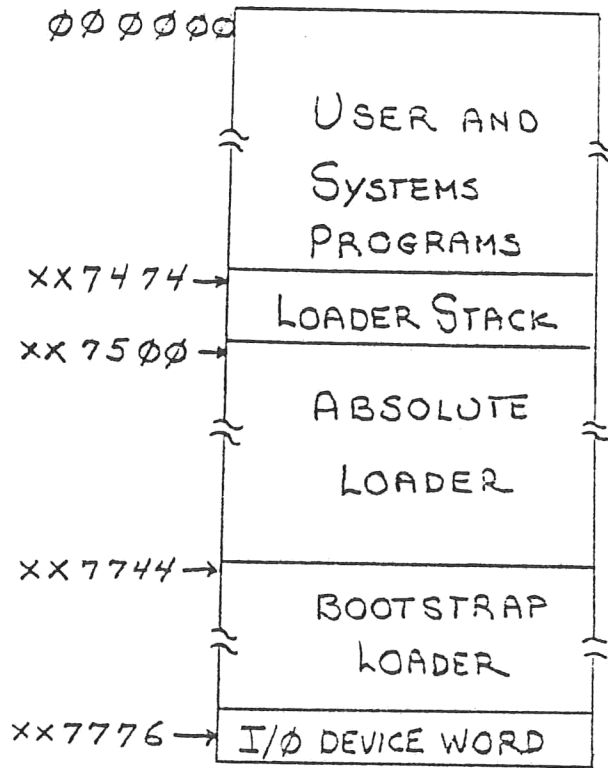 ØØØØØØ
USER AND
SYSTEMS
PROGRAMS
XX7474→
LOADER STACK
XX75ØØ→
ABSOLUTE
LOADER
XX7744→
BOOTSTRAP
LOADER
XX7776→
I/Ø DEVICE WORD